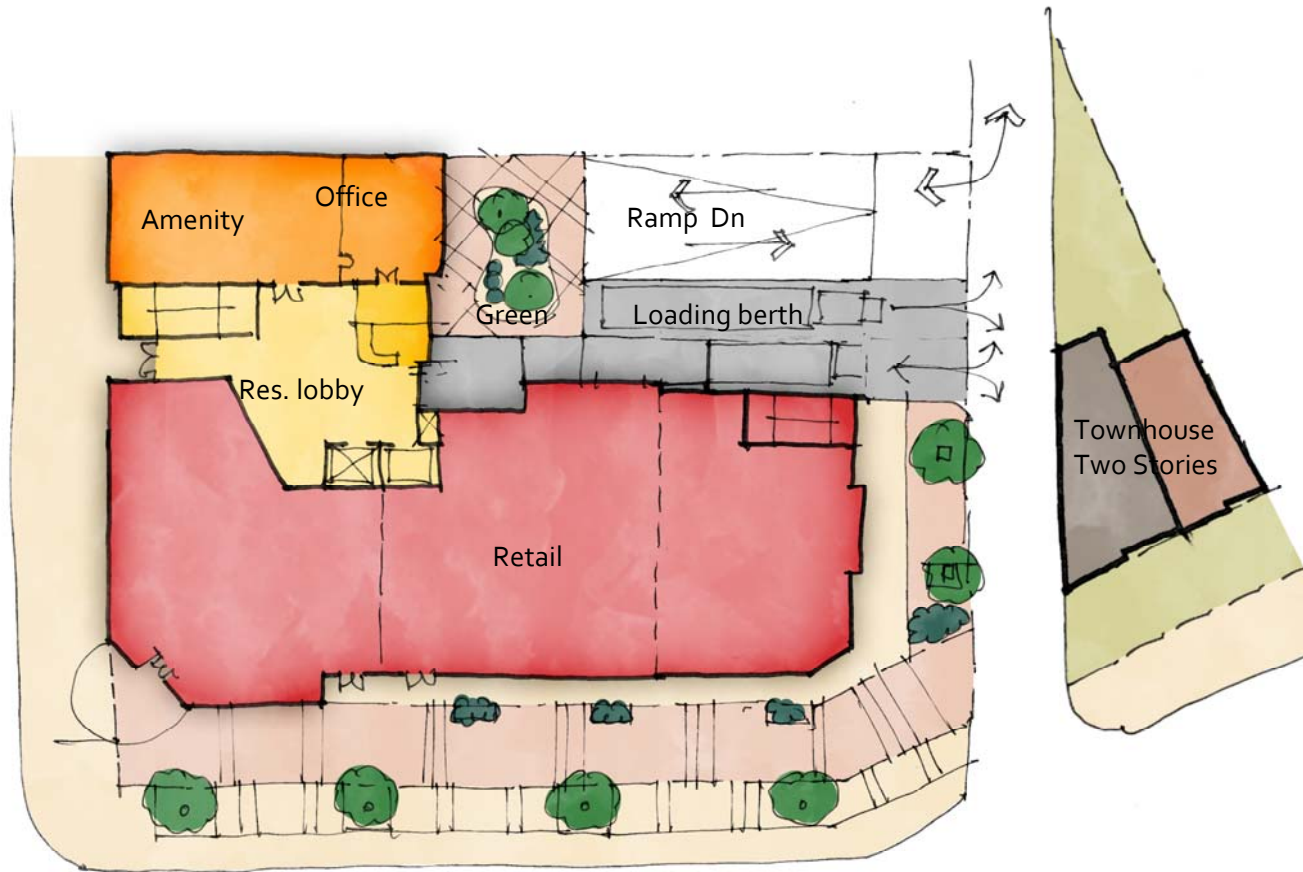 Office
Amenity
Ramp Dn
Green
Loading berth
Res. lobby
Townhouse
Two Stories
Retail